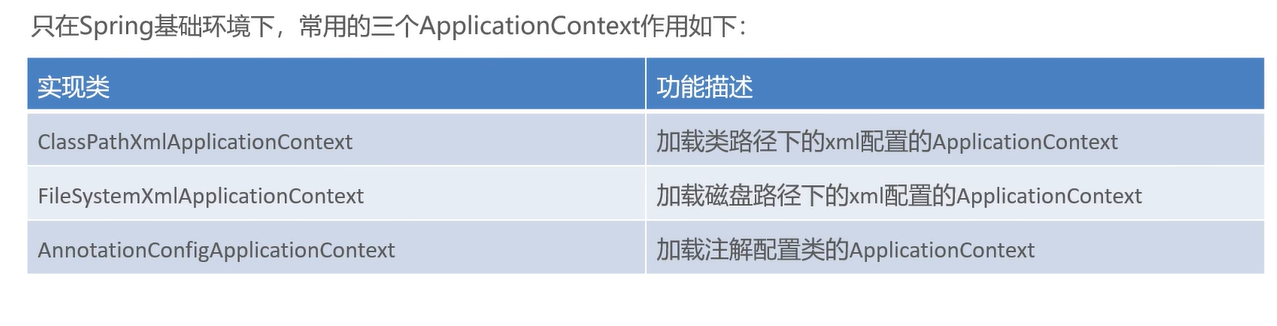 只在Spring基础环境下，常用的三个ApplicationContext作用如下：
实现类 功能描述
ClassPathXmlApplicationContext 加载类路径下的xml配置的ApplicationContext
FileSystemXmlApplicationContext 加载磁盘路径下的xml配置的ApplicationContext
AnnotationConfigApplicationContext 加载注解配置类的ApplicationContext